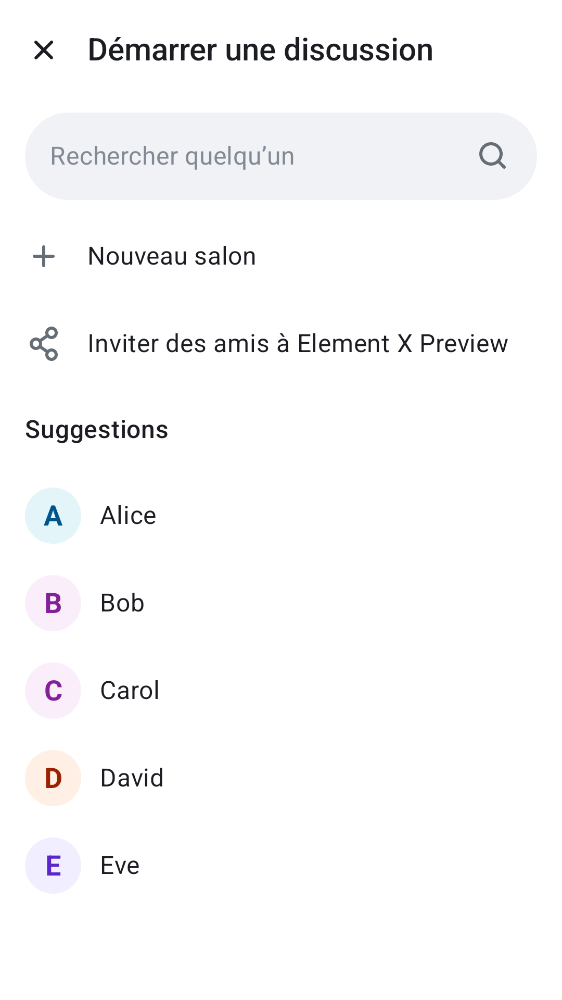 Démarrer une discussion
Rechercher quelqu’un
Nouveau salon
Inviter des amis à Element X Preview
Suggestions
A Alice
B Bob
C Carol
D David
E Eve